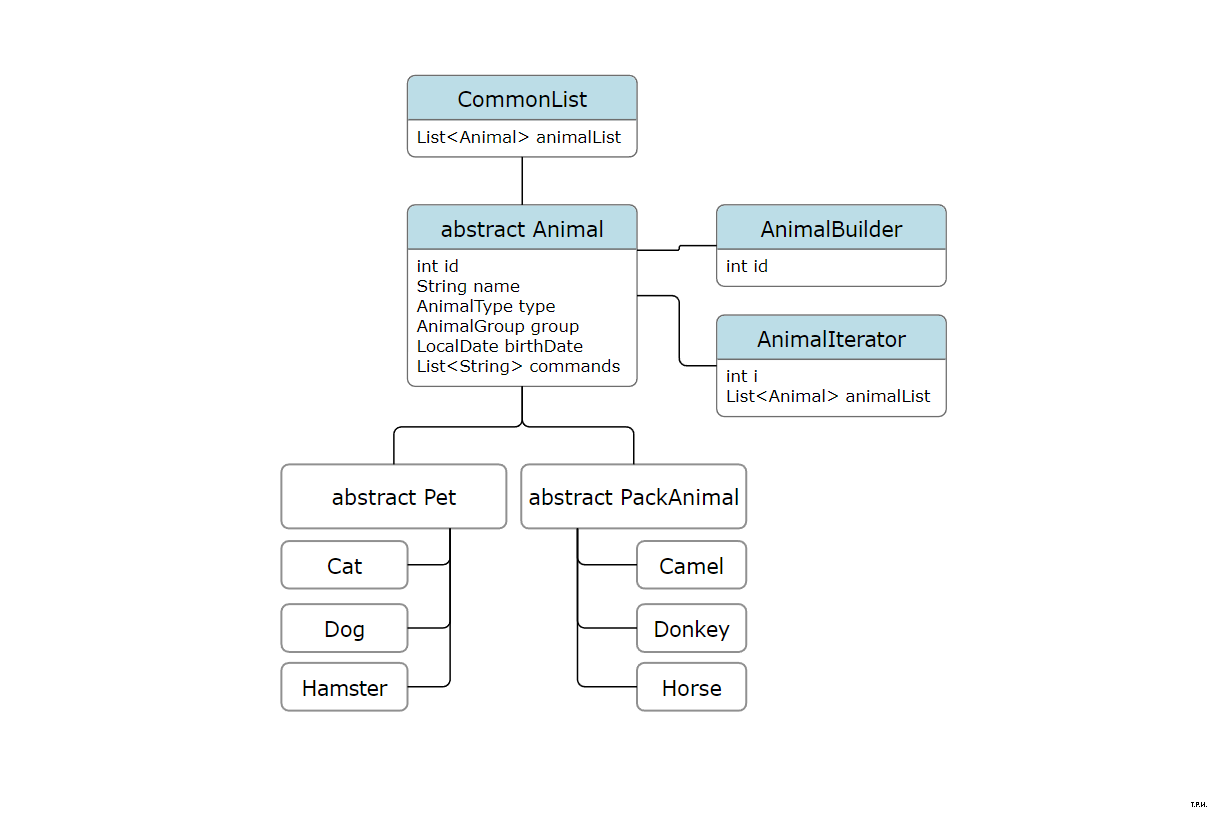 CommonList
List<Animal> animalList
abstract Animal
int id
String name
AnimalType type
AnimalGroup group
LocalDate birthDate
List<String> commands
AnimalBuilder
int id
AnimalIterator
int i
List<Animal> animalList
abstract Pet
abstract PackAnimal
Cat
Camel
Dog
Donkey
Hamster
Horse
Т.Р.И.